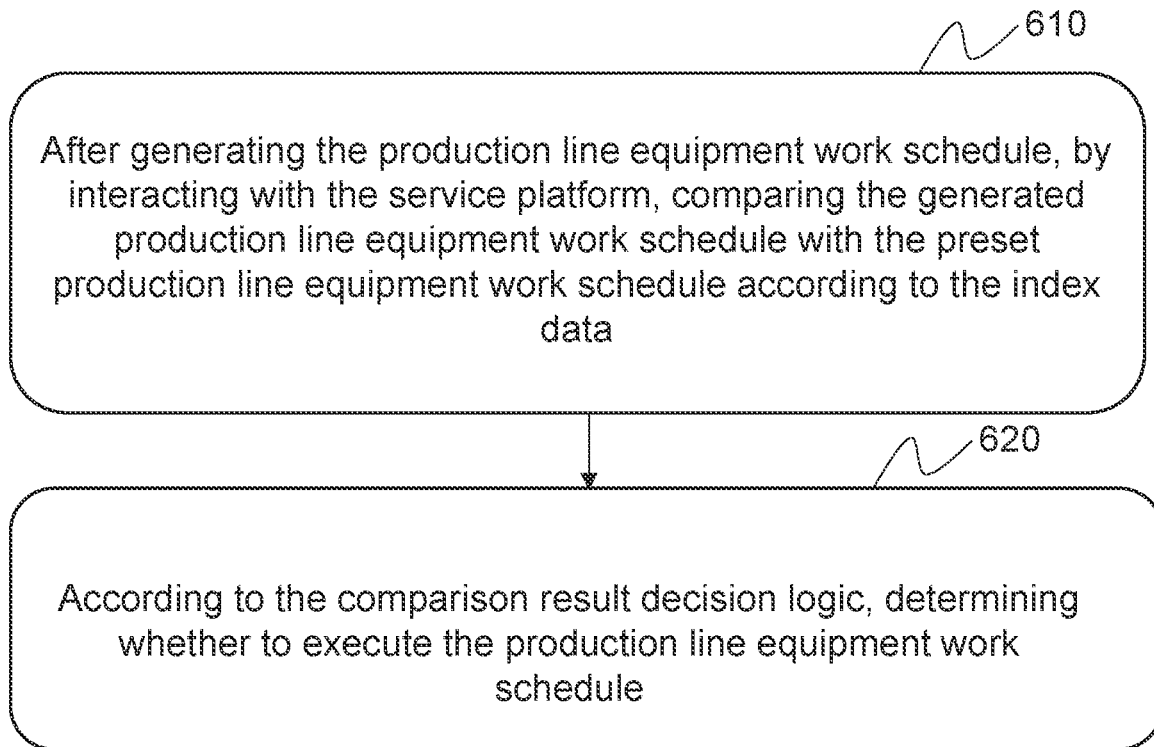 610
After generating the production line equipment work schedule, by
interacting with the service platform, comparing the generated
production line equipment work schedule with the preset
production line equipment work schedule according to the index
data
620
According to the comparison result decision logic, determining
whether to execute the production line equipment work
schedule